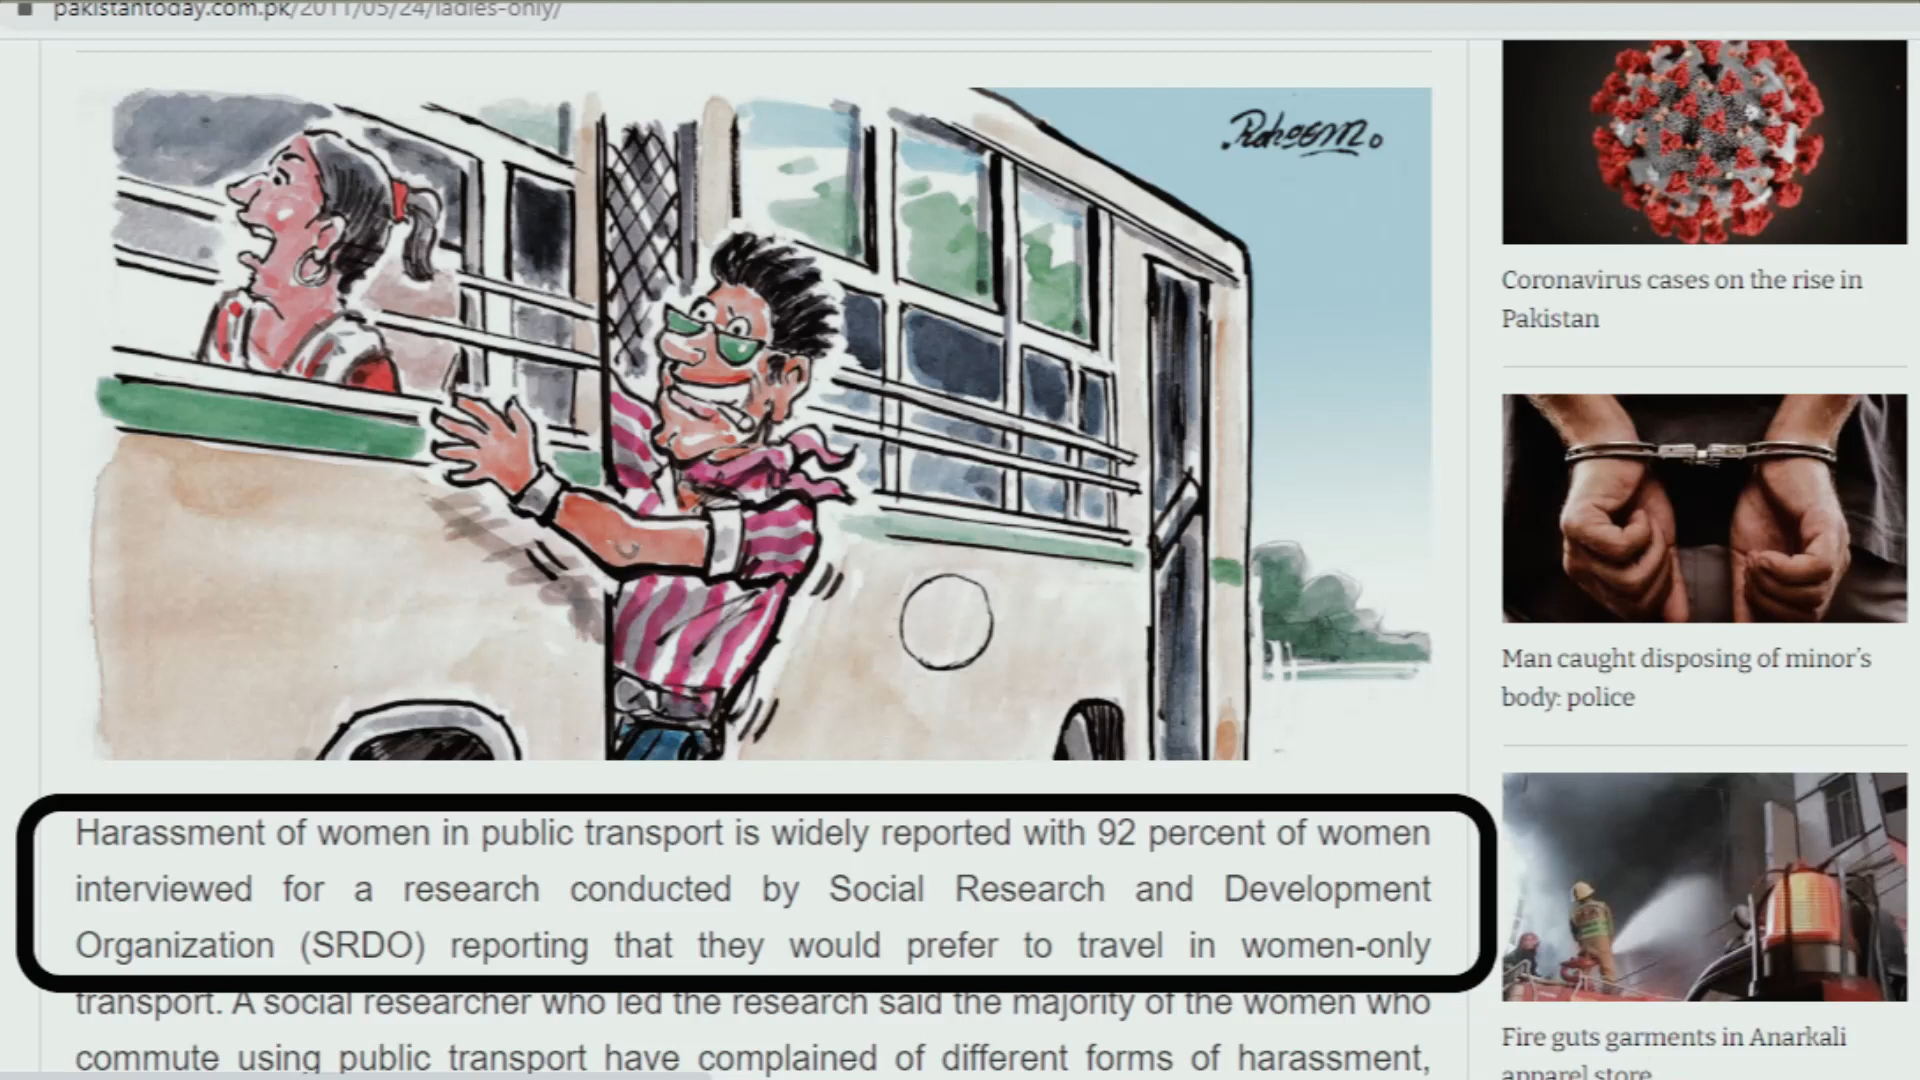 pakistantoday.com.pk/2011/05/24/ladies-only/
Harassment of women in public transport is widely reported with 92 percent of women
interviewed for a research conducted by Social Research and Development
Organization (SRDO) reporting that they would prefer to travel in women-only
transport. A social researcher who led the research said the majority of the women who
commute using public transport have complained of different forms of harassment,
Coronavirus cases on the rise in
Pakistan
Man caught disposing of minor's
body: police
Fire guts garments in Anarkali
apparel store